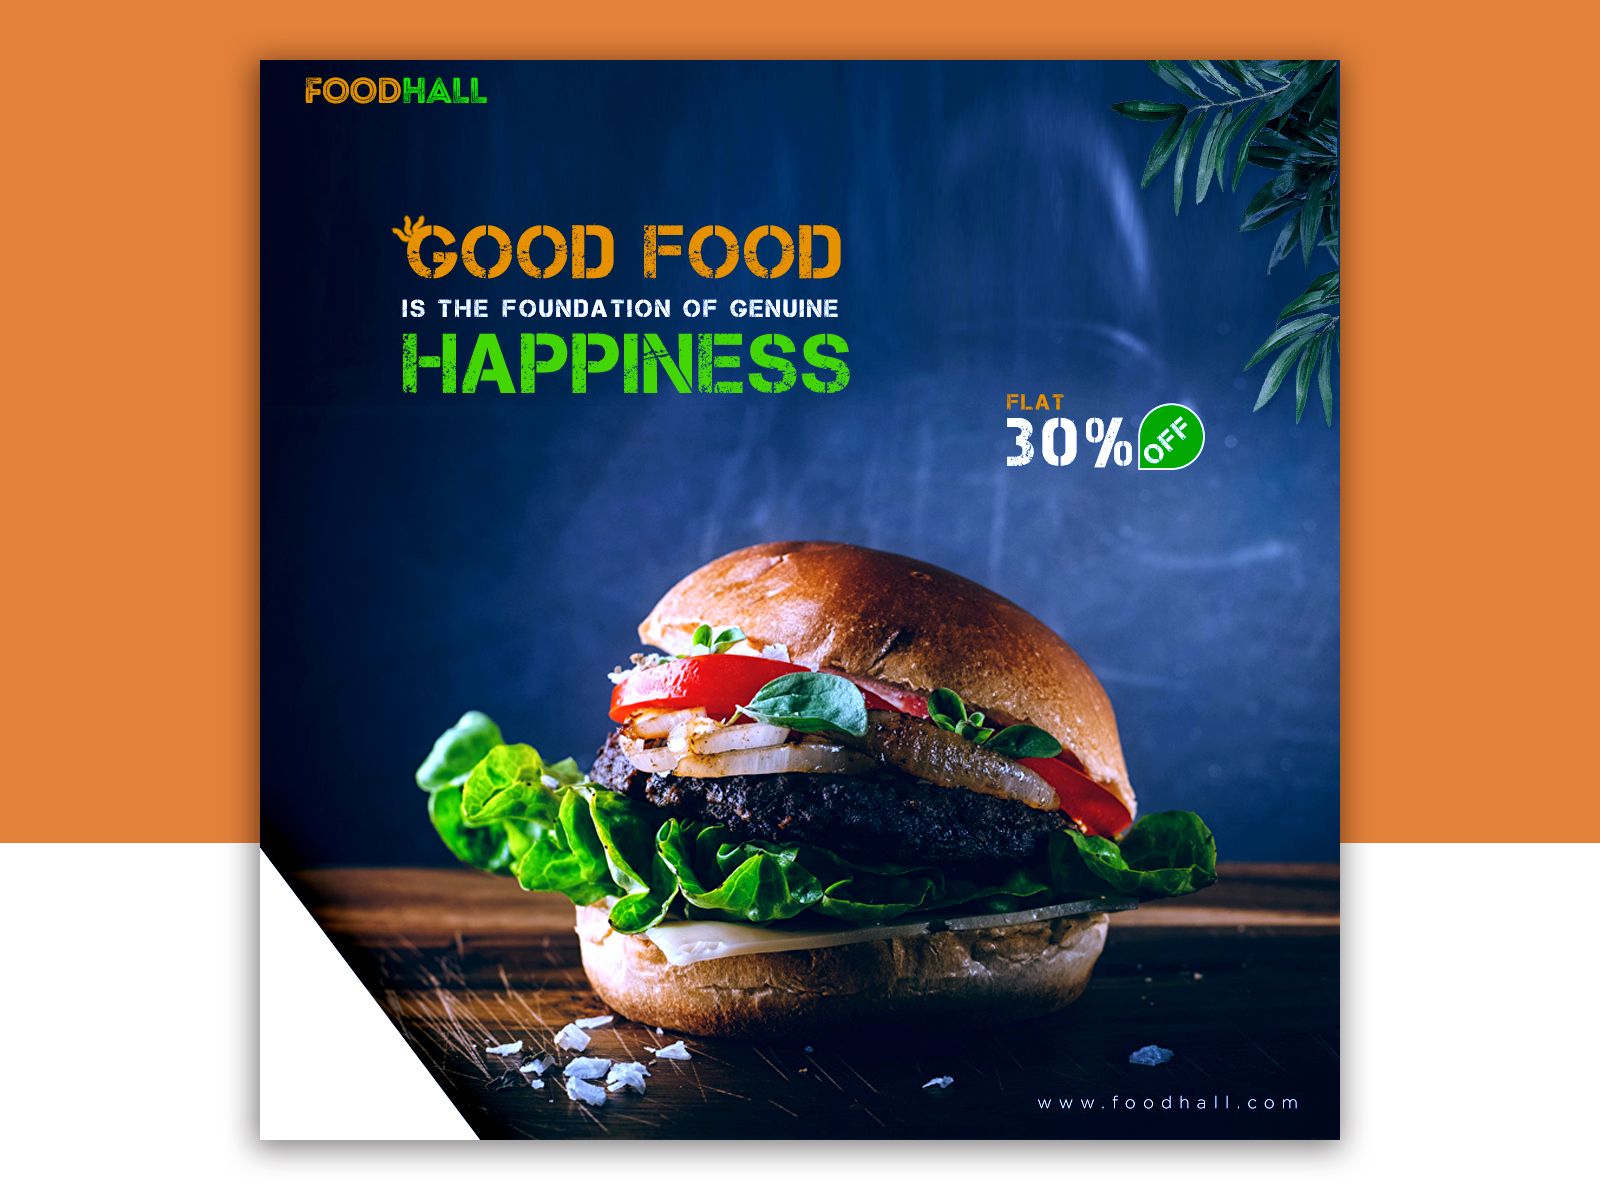 FOODHALL
GOOD FOOD
IS THE FOUNDATION OF GENUINE
HAPPINESS
FLAT
30% OFF
www.foodhall.com